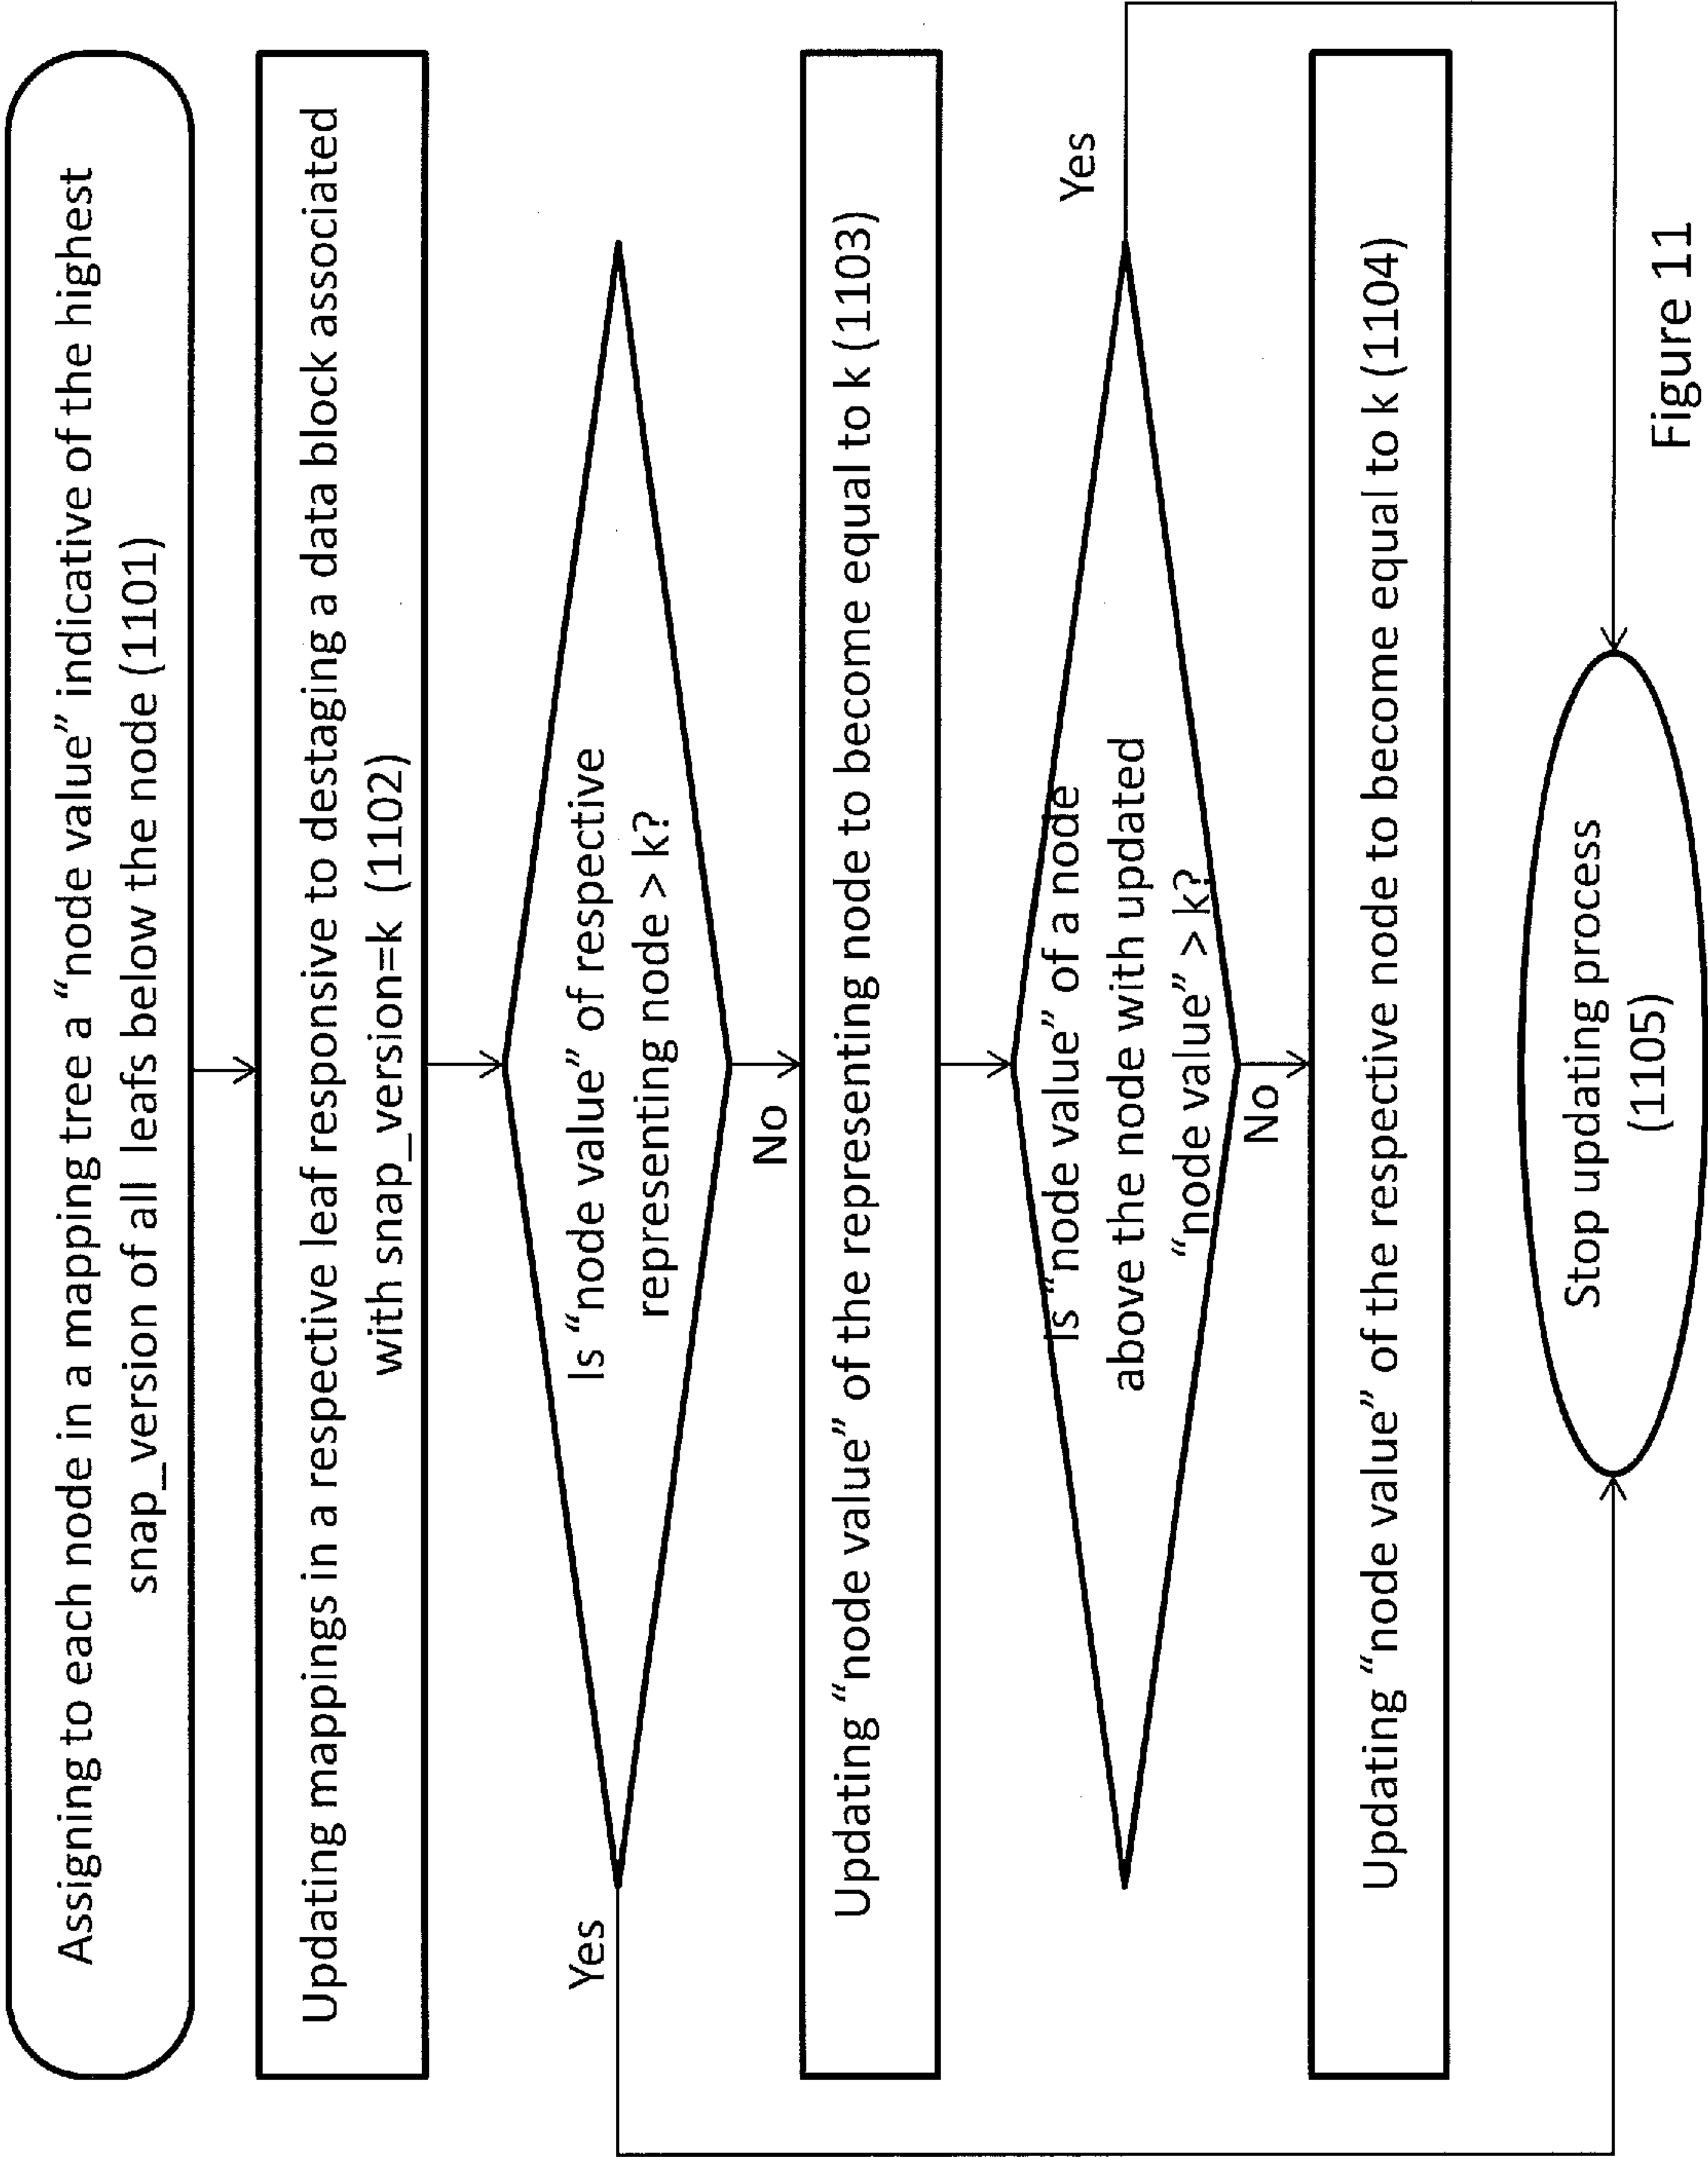 Assigning to each node in a mapping tree a “node value” indicative of the highest
snap_version of all leafs below the node (1101)
Updating mappings in a respective leaf responsive to destaging a data block associated
with snap_version=k (1102)
Is “node value” of respective
representing node > k?
Yes
No
Updating “node value” of the representing node to become equal to k (1103)
Is “node value” of a node
above the node with updated
“node value” > k?
Yes
No
Updating “node value” of the respective node to become equal to k (1104)
Stop updating process
(1105)
Figure 11